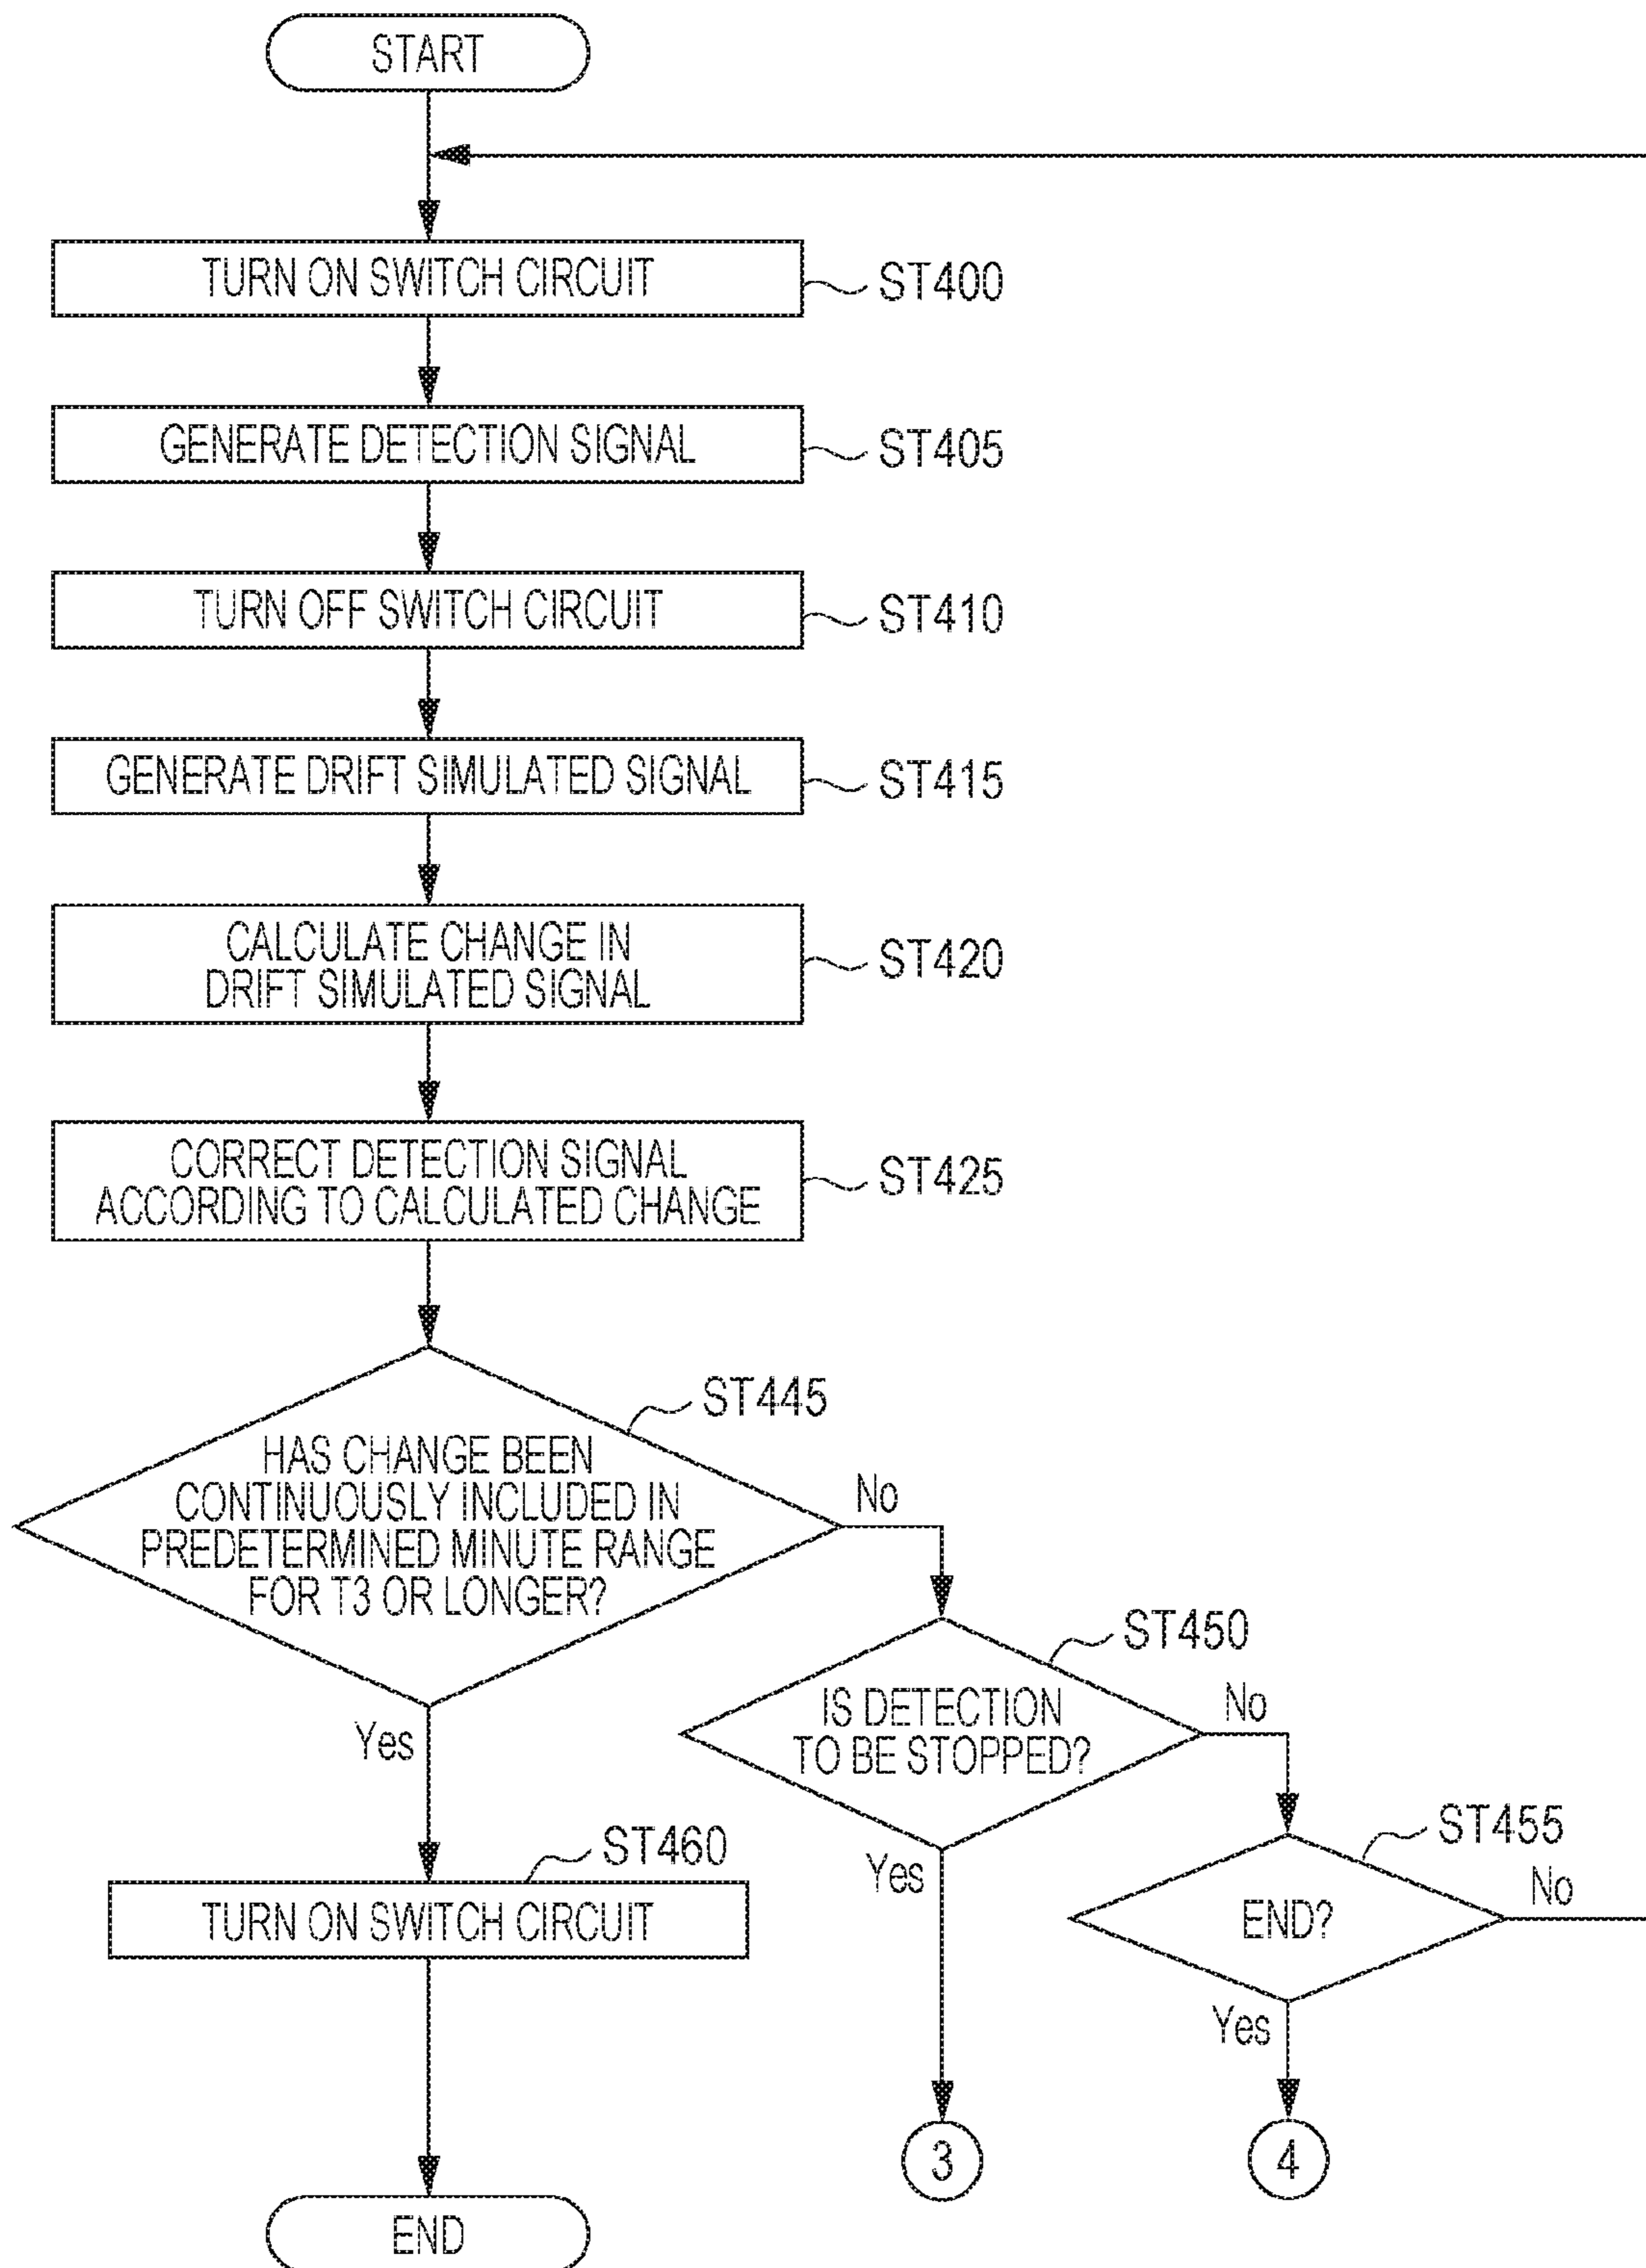 START
TURN ON SWITCH CIRCUIT
ST400
GENERATE DETECTION SIGNAL
ST405
TURN OFF SWITCH CIRCUIT
ST410
GENERATE DRIFT SIMULATED SIGNAL
ST415
CALCULATE CHANGE IN
DRIFT SIMULATED SIGNAL
ST420
CORRECT DETECTION SIGNAL
ACCORDING TO CALCULATED CHANGE
ST425
ST445
HAS CHANGE BEEN
CONTINUOUSLY INCLUDED IN
PREDETERMINED MINUTE RANGE
FOR T3 OR LONGER?
No
Yes
ST450
IS DETECTION
TO BE STOPPED?
No
Yes
ST455
END?
No
Yes
ST460
TURN ON SWITCH CIRCUIT
3
4
END